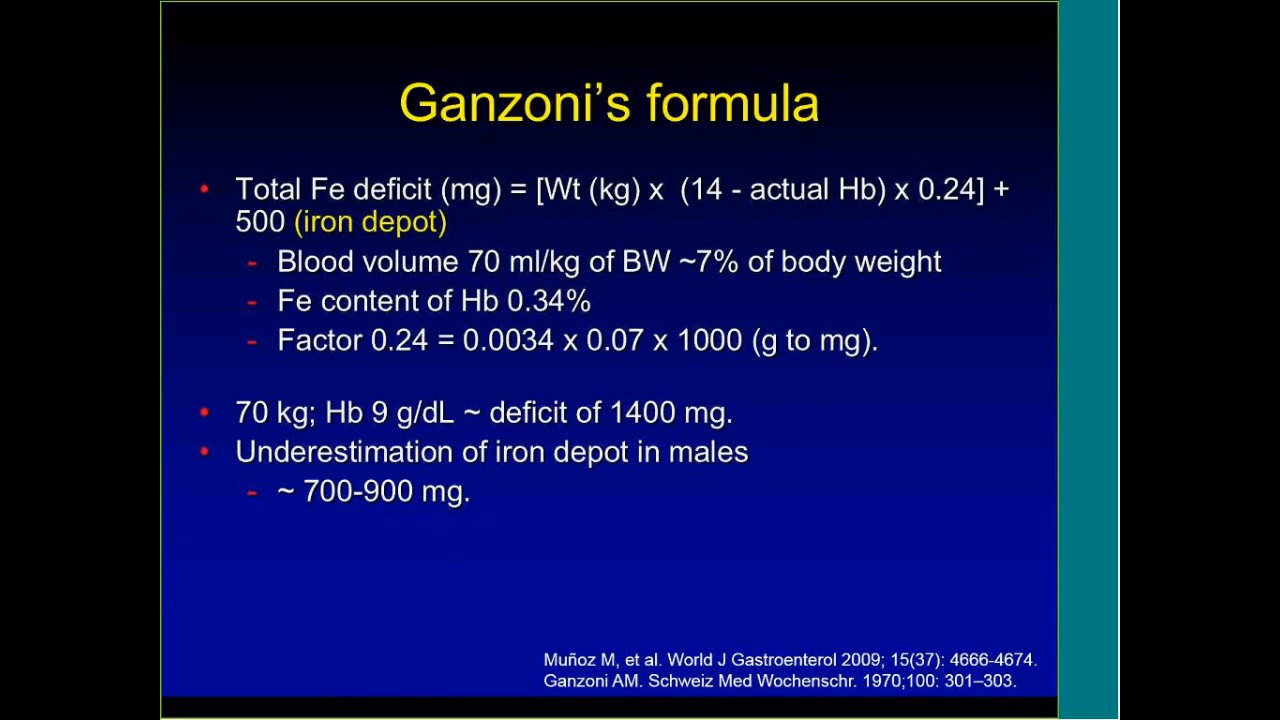 Ganzoni's formula
• Total Fe deficit (mg) = [Wt (kg) x (14 - actual Hb) x 0.24] +
500 (iron depot)
- Blood volume 70 ml/kg of BW ~7% of body weight
- Fe content of Hb 0.34%
- Factor 0.24 = 0.0034 x 0.07 x 1000 (g to mg).
• 70 kg; Hb 9 g/dL ~ deficit of 1400 mg.
• Underestimation of iron depot in males
- ~ 700-900 mg.
Muñoz M, et al. World J Gastroenterol 2009; 15(37): 4666-4674.
Ganzoni AM. Schweiz Med Wochenschr. 1970;100: 301–303.